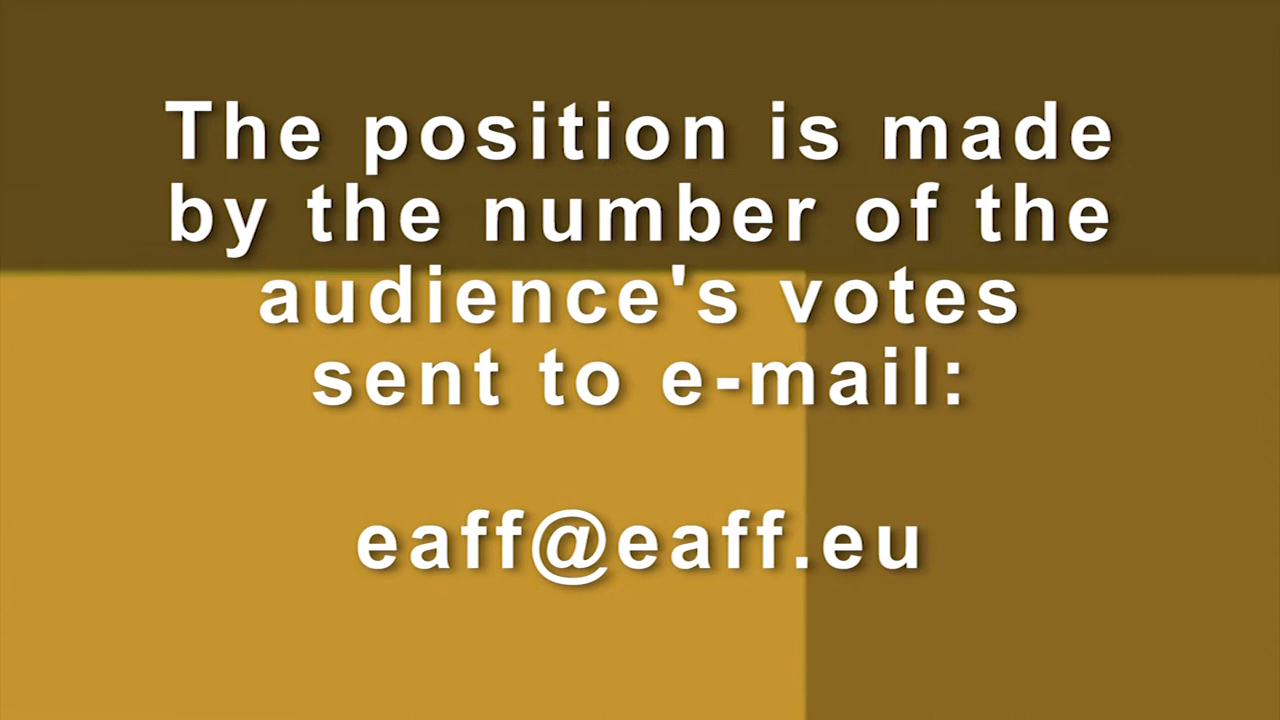 The position is made
by the number of the
audience's votes
sent to e-mail:
eaff@eaff.eu